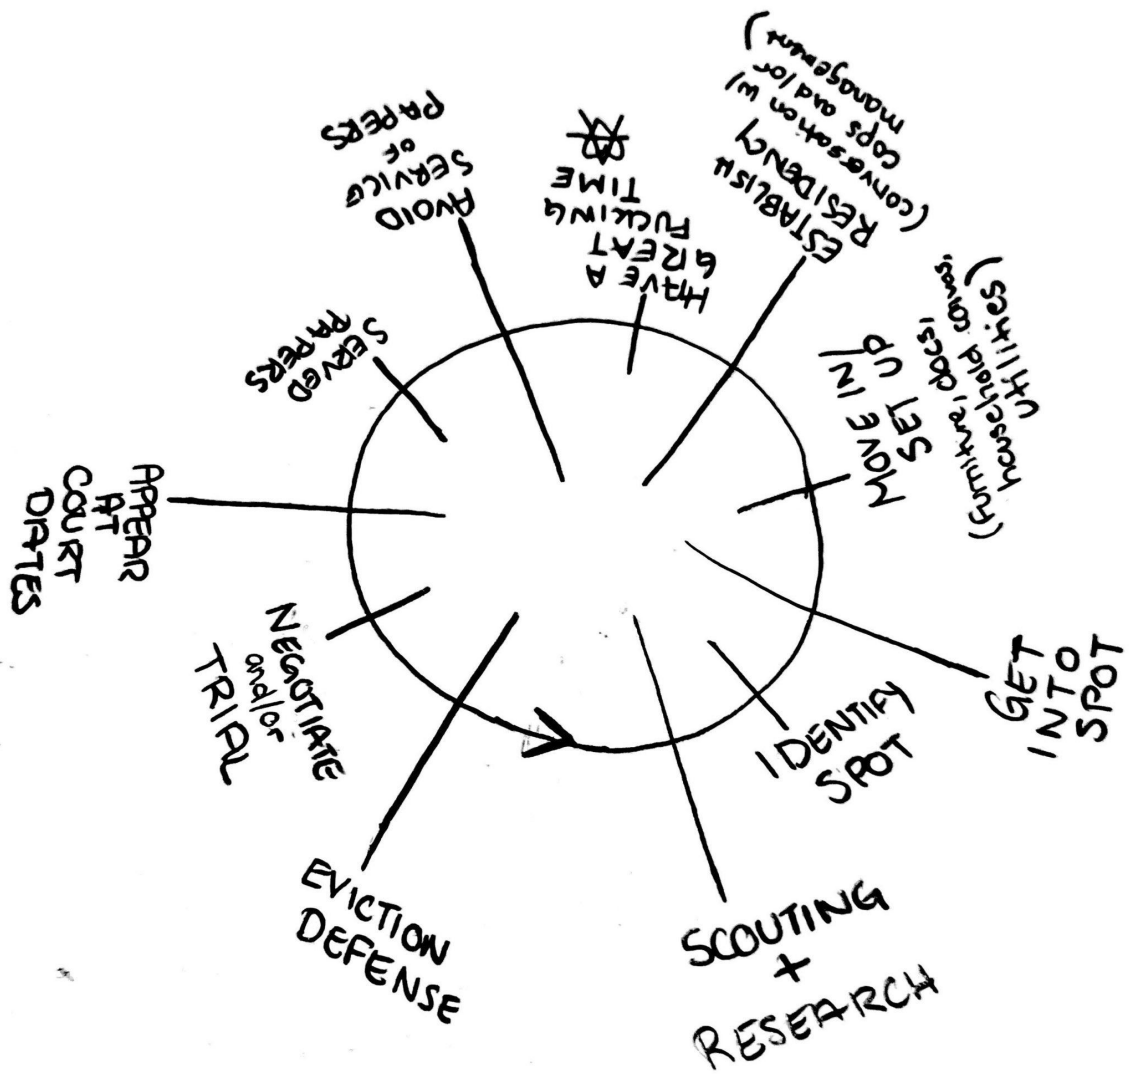 SCOUTING
+
RESEARCH
IDENTIFY
SPOT
GET
INTO
SPOT
MOVE IN/
SET UP
(furniture, docs,
household convos,
utilities)
ESTABLISH
RESIDENCY
(conversation w/
cops and/or
management)
HAVE A
GREAT
FUCKING
TIME
AVOID
SERVICE
OF
PAPERS
SERVED
PAPERS
APPEAR
AT
COURT
DATES
NEGOTIATE
and/or
TRIAL
EVICTION
DEFENSE